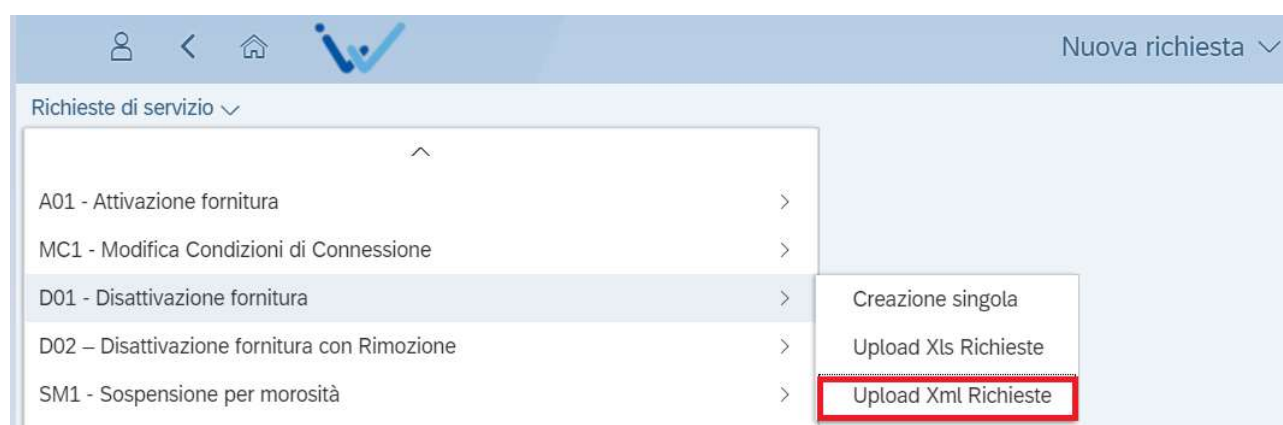 Nuova richiesta
Richieste di servizio
A01 - Attivazione fornitura
MC1 - Modifica Condizioni di Connessione
D01 - Disattivazione fornitura
Creazione singola
D02 – Disattivazione fornitura con Rimozione
Upload Xls Richieste
SM1 - Sospensione per morosità
Upload Xml Richieste